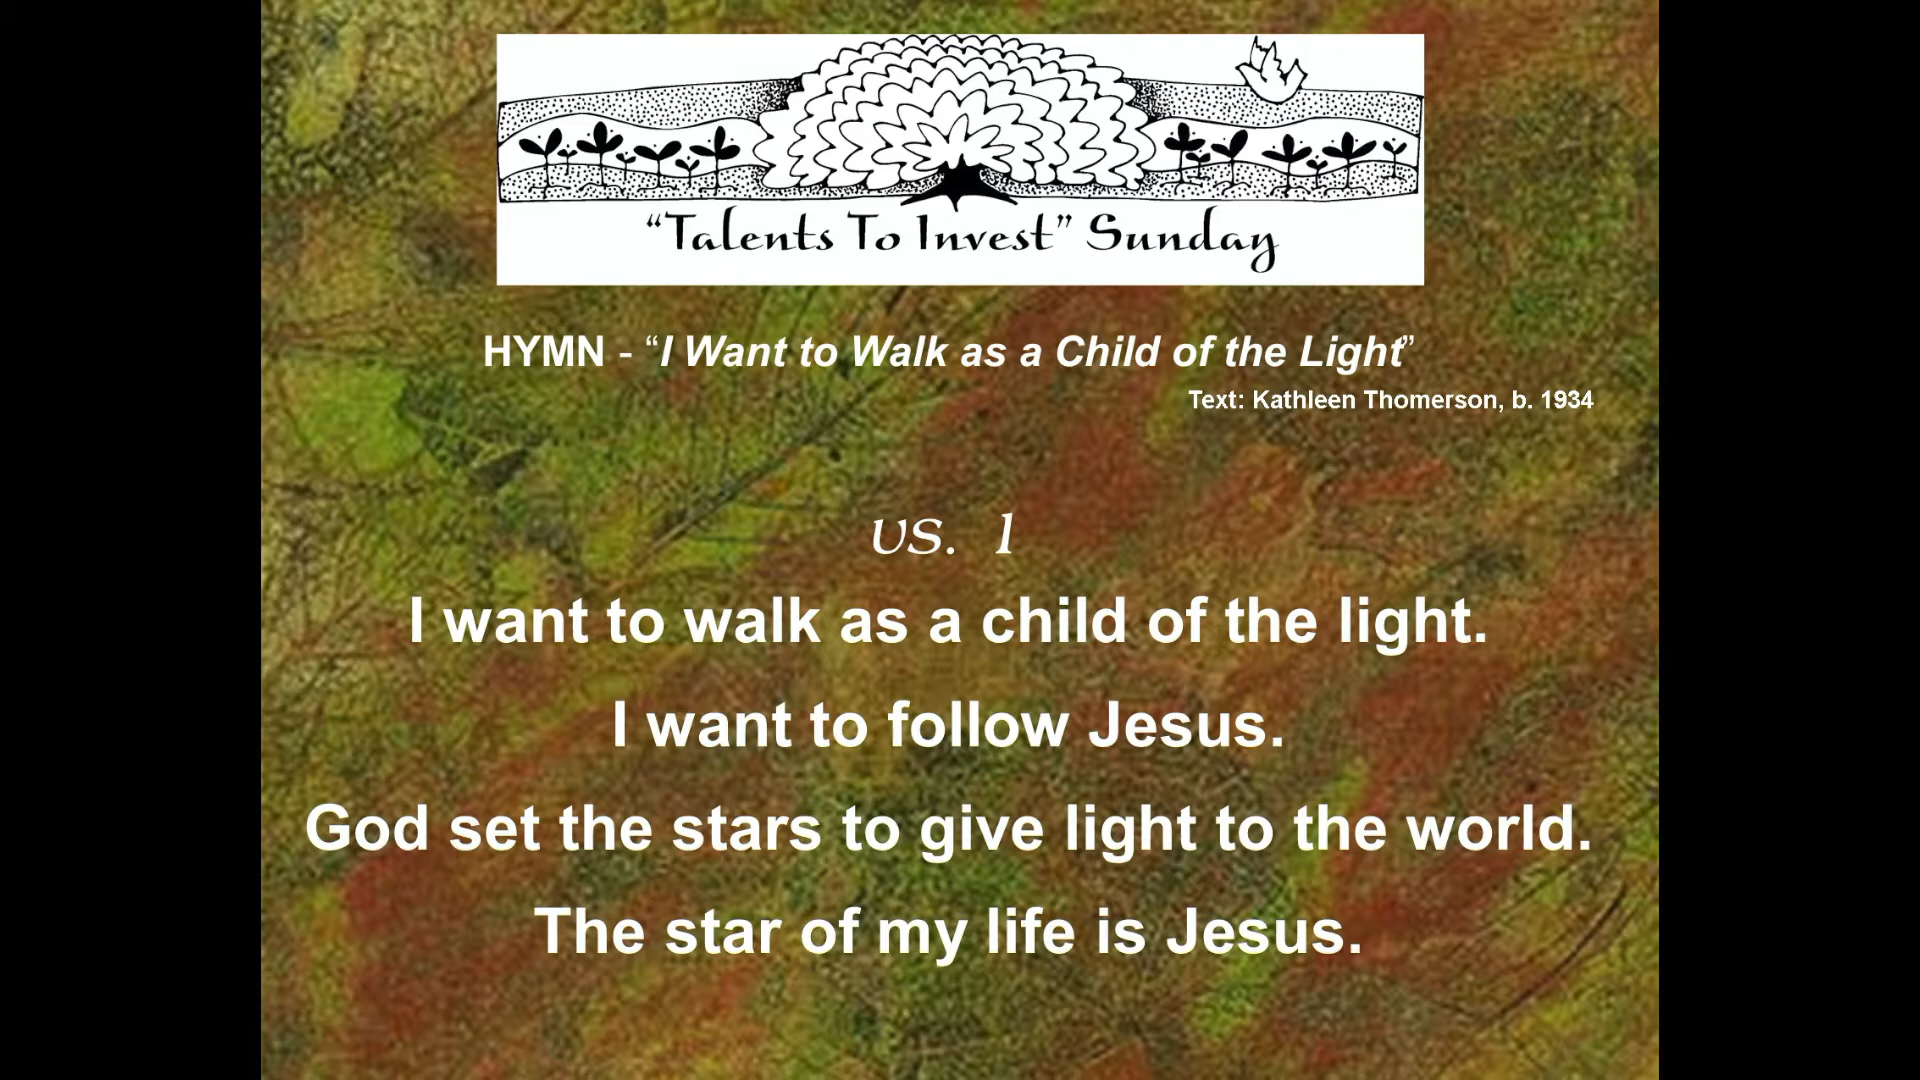 “Talents To Invest” Sunday
HYMN - “I Want to Walk as a Child of the Light”
Text: Kathleen Thomerson, b. 1934
vs. 1
I want to walk as a child of the light.
I want to follow Jesus.
God set the stars to give light to the world.
The star of my life is Jesus.